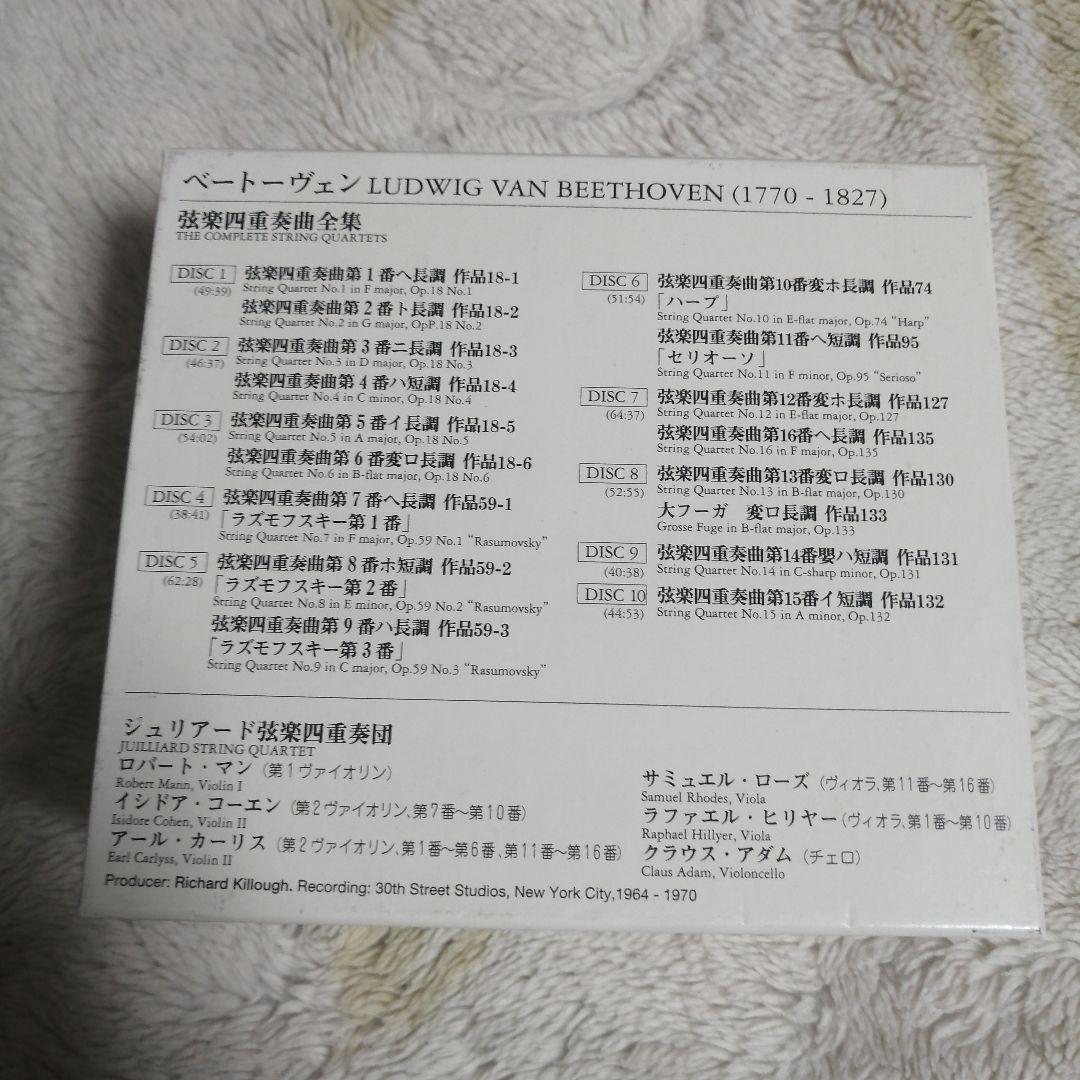 ベートーヴェン LUDWIG VAN BEETHOVEN (1770 - 1827)
弦楽四重奏曲全集
THE COMPLETE STRING QUARTETS
DISC 1 弦楽四重奏曲第1番ヘ長調 作品18-1
(49:39) String Quartet No.1 in F major, Op.18 No.1
弦楽四重奏曲第2番ト長調 作品18-2
String Quartet No.2 in G major, OpP.18 No.2
DISC 2 弦楽四重奏曲第3番ニ長調 作品18-3
(46:37) String Quartet No.3 in D major, Op.18 No.3
弦楽四重奏曲第4番ハ短調 作品18-4
String Quartet No.4 in C minor, Op.18 No.4
DISC 3 弦楽四重奏曲第5番イ長調 作品18-5
(54:02) String Quartet No.5 in A major, Op.18 No.5
弦楽四重奏曲第6番変ロ長調 作品18-6
String Quartet No.6 in B-flat major, Op.18 No.6
DISC 4 弦楽四重奏曲第7番ヘ長調 作品59-1
(38:41) 「ラズモフスキー第1番」
String Quartet No.7 in F major, Op.59 No.1 "Rasumovsky"
DISC 5 弦楽四重奏曲第8番ホ短調 作品59-2
(62:28) 「ラズモフスキー第2番」
String Quartet No.8 in E minor, Op.59 No.2 "Rasumovsky"
弦楽四重奏曲第9番ハ長調 作品59-3
「ラズモフスキー第3番」
String Quartet No.9 in C major, Op.59 No.3 "Rasumovsky"
DISC 6 弦楽四重奏曲第10番変ホ長調 作品74
(51:54) 「ハープ」
String Quartet No.10 in E-flat major, Op.74 "Harp"
弦楽四重奏曲第11番ヘ短調 作品95
「セリオーソ」
String Quartet No.11 in F minor, Op.95 "Serioso"
DISC 7 弦楽四重奏曲第12番変ホ長調 作品127
(64:37) String Quartet No.12 in E-flat major, Op.127
弦楽四重奏曲第16番ヘ長調 作品135
String Quartet No.16 in F major, Op.135
DISC 8 弦楽四重奏曲第13番変ロ長調 作品130
(52:55) String Quartet No.13 in B-flat major, Op.130
大フーガ 変ロ長調 作品133
Grosse Fuge in B-flat major, Op.133
DISC 9 弦楽四重奏曲第14番嬰ハ短調 作品131
(40:38) String Quartet No.14 in C-sharp minor, Op.131
DISC 10 弦楽四重奏曲第15番イ短調 作品132
(44:53) String Quartet No.15 in A minor, Op.132
ジュリアード弦楽四重奏団
JUILLIARD STRING QUARTET
ロバート・マン（第1ヴァイオリン）
Robert Mann, Violin I
イシドア・コーエン（第2ヴァイオリン、第7番〜第10番）
Isidore Cohen, Violin II
アール・カーリス（第2ヴァイオリン、第1番〜第6番、第11番〜第16番）
Earl Carlyss, Violin II
サミュエル・ローズ（ヴィオラ、第11番〜第16番）
Samuel Rhodes, Viola
ラファエル・ヒリヤー（ヴィオラ、第1番〜第10番）
Raphael Hillyer, Viola
クラウス・アダム（チェロ）
Claus Adam, Violoncello
Producer: Richard Killough. Recording: 30th Street Studios, New York City,1964 - 1970